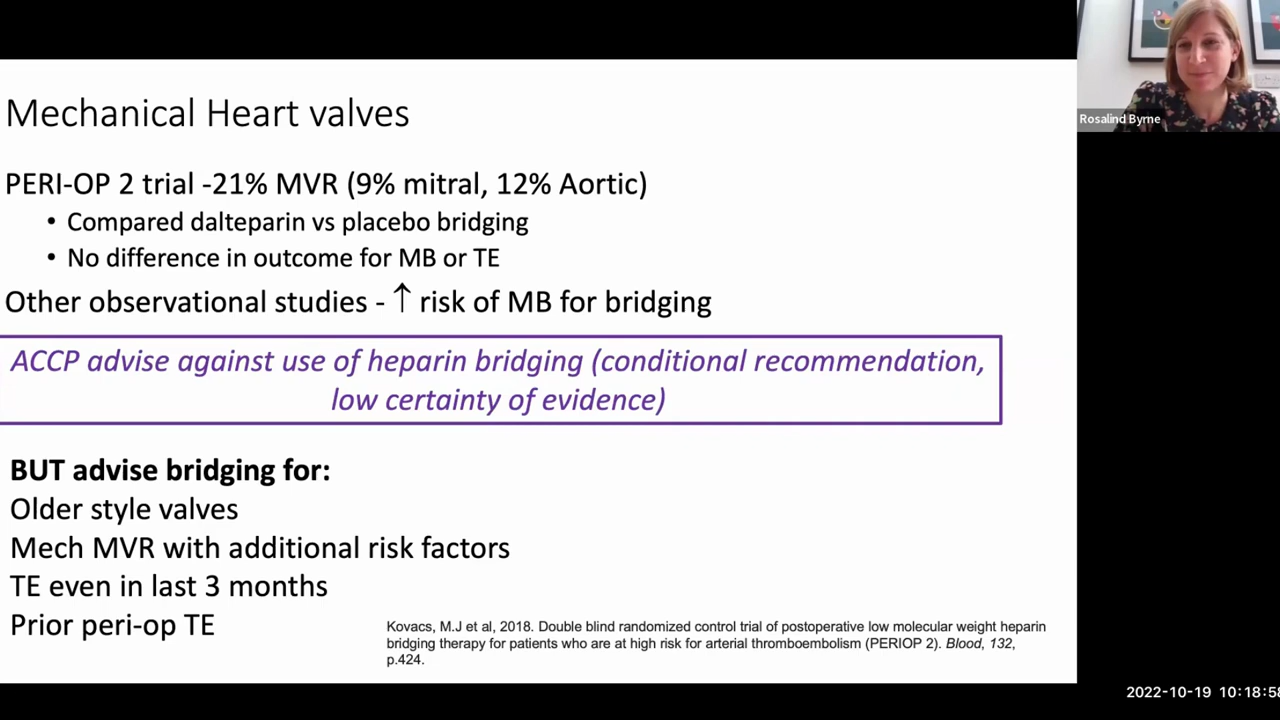 Mechanical Heart valves
PERI-OP 2 trial -21% MVR (9% mitral, 12% Aortic)
• Compared dalteparin vs placebo bridging
• No difference in outcome for MB or TE
Other observational studies - ↑ risk of MB for bridging
ACCP advise against use of heparin bridging (conditional recommendation,
low certainty of evidence)
BUT advise bridging for:
Older style valves
Mech MVR with additional risk factors
TE even in last 3 months
Prior peri-op TE
Kovacs, M.J et al, 2018. Double blind randomized control trial of postoperative low molecular weight heparin
bridging therapy for patients who are at high risk for arterial thromboembolism (PERIOP 2). Blood, 132,
p.424.
Rosalind Byrne
2022-10-19 10:18:58